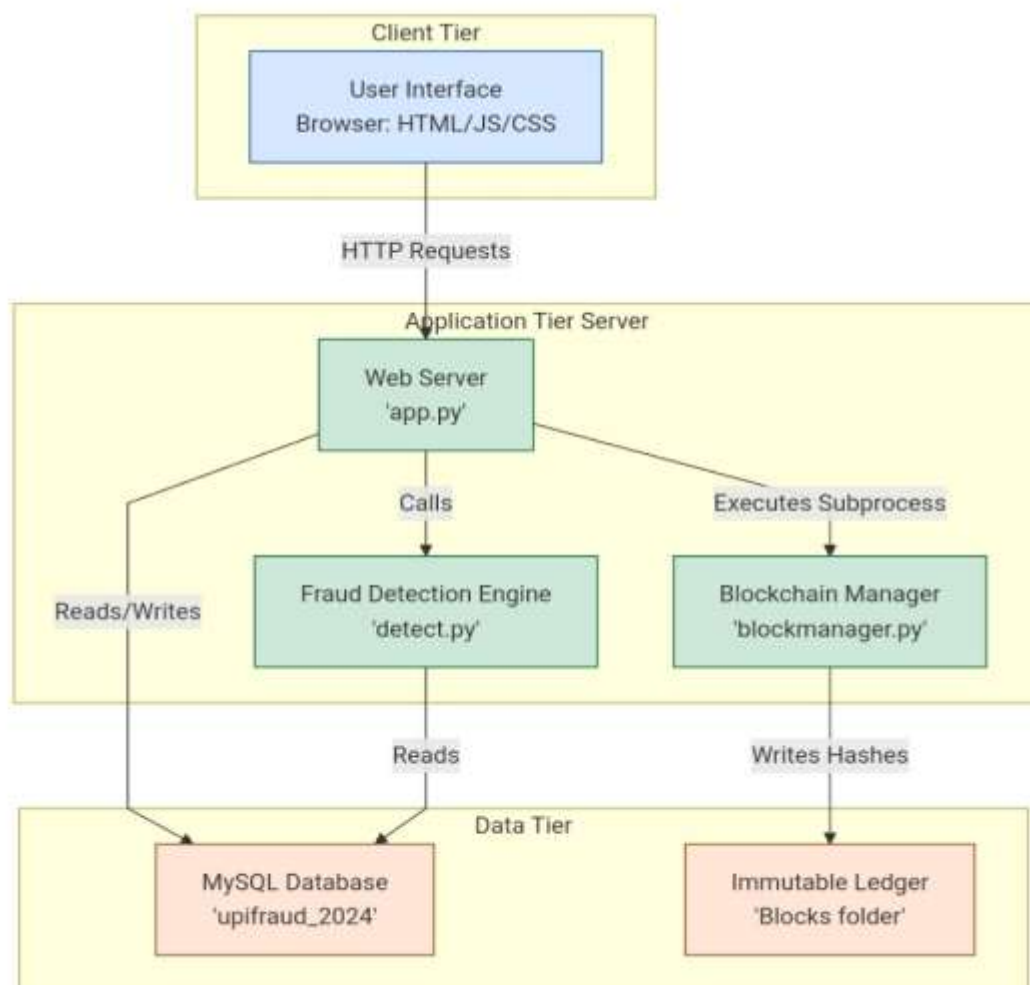 Client Tier
User Interface
Browser: HTML/JS/CSS
HTTP Requests
Application Tier Server
Web Server
'app.py'
Calls
Executes Subprocess
Fraud Detection Engine
'detect.py'
Blockchain Manager
'blockmanager.py'
Reads/Writes
Reads
Writes Hashes
Data Tier
MySQL Database
'upifraud_2024'
Immutable Ledger
'Blocks folder'